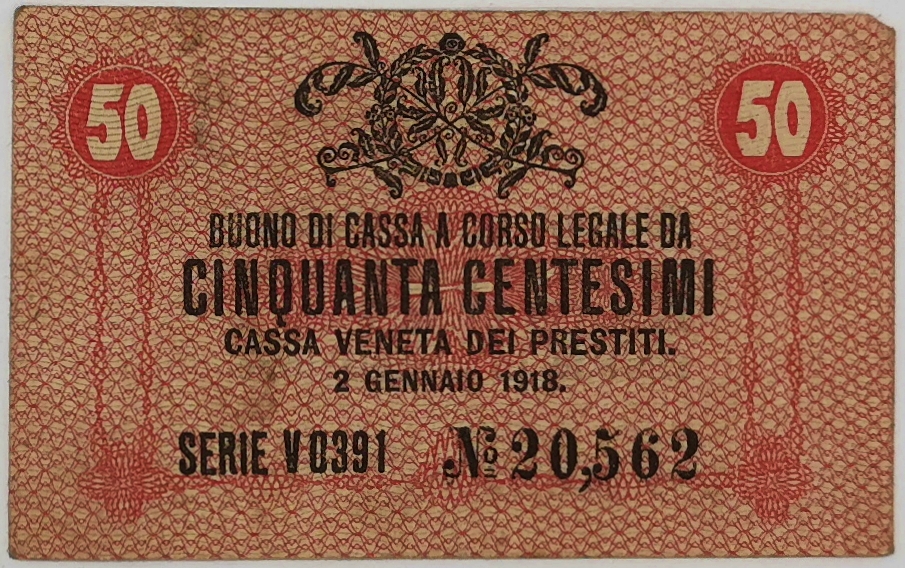 50 50
BUONO DI CASSA A CORSO LEGALE DA
CINQUANTA CENTESIMI
CASSA VENETA DEI PRESTITI.
2 GENNAIO 1918.
SERIE V0391 No 20,562